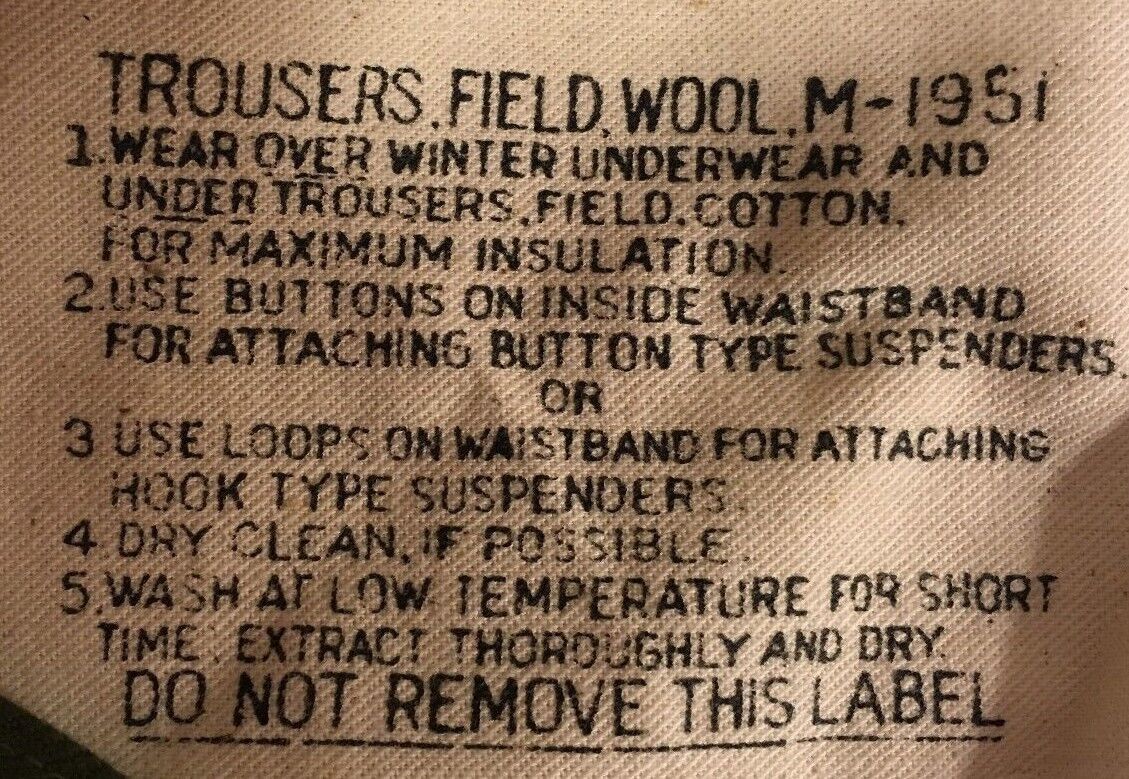 TROUSERS. FIELD. WOOL. M-1951
1. WEAR OVER WINTER UNDERWEAR AND
UNDER TROUSERS. FIELD. COTTON.
FOR MAXIMUM INSULATION.
2. USE BUTTONS ON INSIDE WAISTBAND
FOR ATTACHING BUTTON TYPE SUSPENDERS.
OR
3 USE LOOPS ON WAISTBAND FOR ATTACHING
HOOK TYPE SUSPENDERS.
4. DRY CLEAN, IF POSSIBLE.
5. WASH AT LOW TEMPERATURE FOR SHORT
TIME. EXTRACT THOROUGHLY AND DRY.
DO NOT REMOVE THIS LABEL